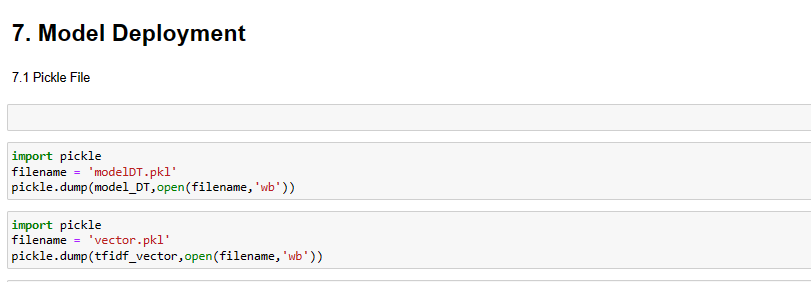 7. Model Deployment
7.1 Pickle File
import pickle
filename = 'modelDT.pkl'
pickle.dump(model_DT,open(filename,'wb'))
import pickle
filename = 'vector.pkl'
pickle.dump(tfidf_vector,open(filename,'wb'))